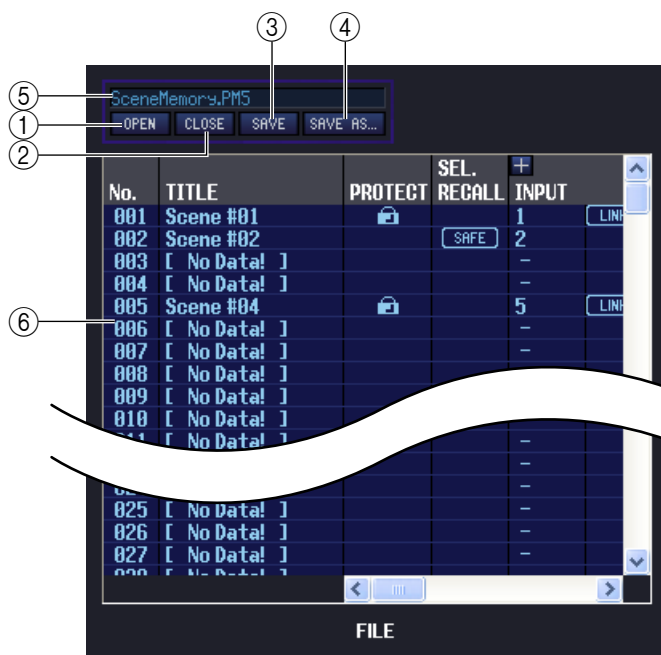 ③ ④
⑤ SceneMemory.PM5
① OPEN CLOSE SAVE SAVE AS...
②
No. TITLE PROTECT SEL. RECALL + INPUT
001 Scene #01 1
002 Scene #02 SAFE 2
003 [ No Data! ] –
004 [ No Data! ] –
005 Scene #04 5
⑥ 006 [ No Data! ] –
007 [ No Data! ] –
008 [ No Data! ] –
009 [ No Data! ]
010 [ No Data! ]
[ No Data! ] –
–
–
025 [ No Data! ] –
026 [ No Data! ] –
027 [ No Data! ] –
FILE